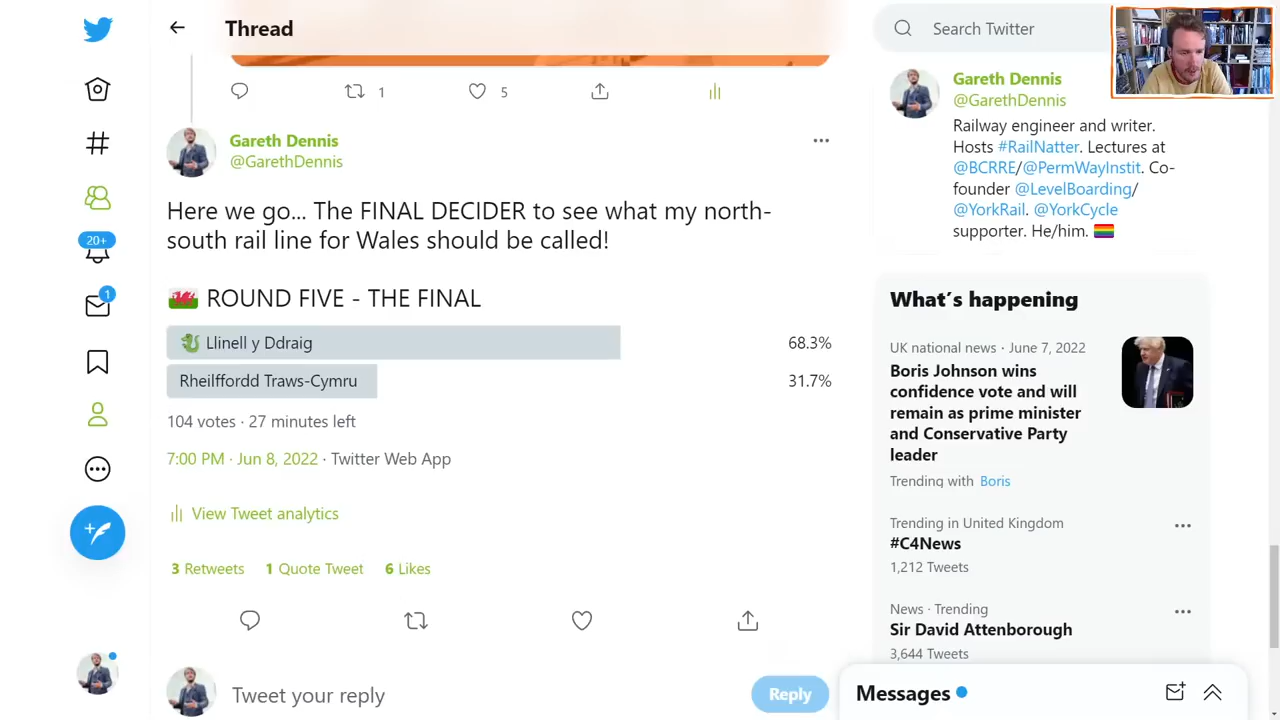 Thread
Search Twitter
1
5
Gareth Dennis
@GarethDennis
Here we go... The FINAL DECIDER to see what my north-
south rail line for Wales should be called!
ROUND FIVE - THE FINAL
Llinell y Ddraig
68.3%
Rheilffordd Traws-Cymru
31.7%
104 votes · 27 minutes left
7:00 PM · Jun 8, 2022 · Twitter Web App
View Tweet analytics
3 Retweets 1 Quote Tweet 6 Likes
Tweet your reply
Reply
20+
1
Gareth Dennis
@GarethDennis
Railway engineer and writer.
Hosts #RailNatter. Lectures at
@BCRRE/@PermWayInstit. Co-
founder @LevelBoarding/
@YorkRail. @YorkCycle
supporter. He/him.
What's happening
UK national news · June 7, 2022
Boris Johnson wins
confidence vote and will
remain as prime minister
and Conservative Party
leader
Trending with Boris
Trending in United Kingdom
#C4News
1,212 Tweets
News · Trending
Sir David Attenborough
3,644 Tweets
Messages